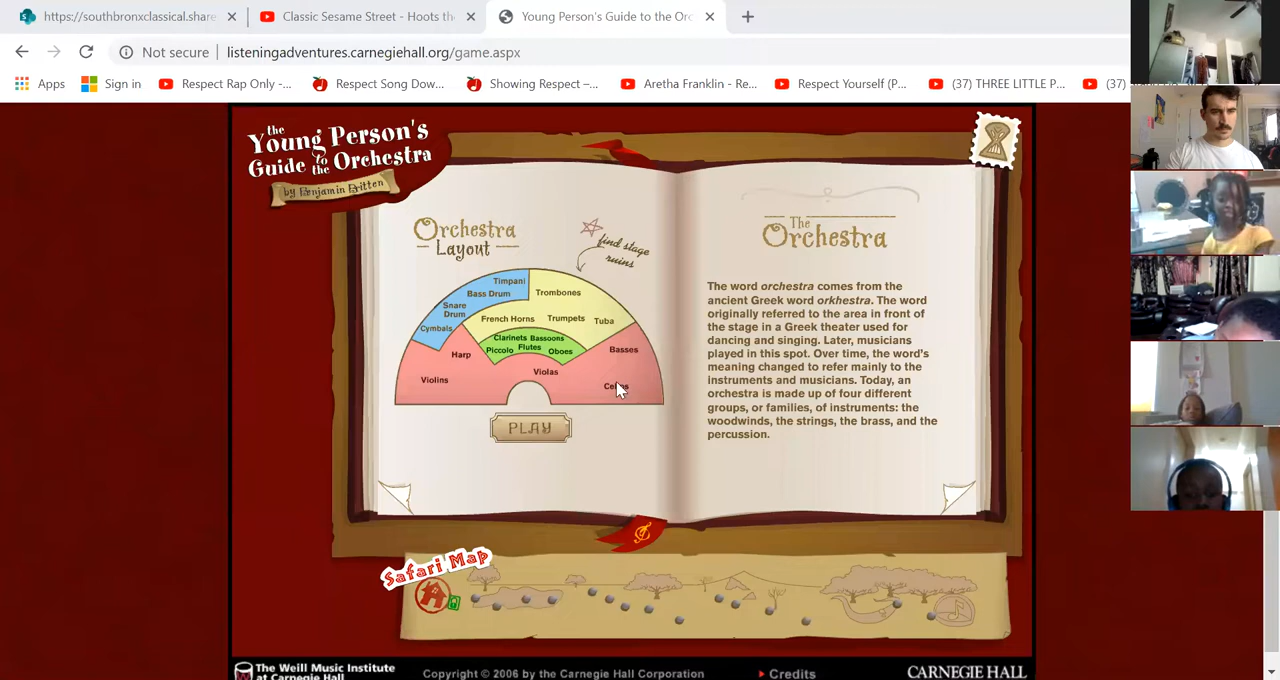 https://southbronxclassical.share
Classic Sesame Street - Hoots th
Young Person's Guide to the Or
Not secure
listeningadventures.carnegiehall.org/game.aspx
Apps
Sign in
Respect Rap Only -...
Respect Song Dow...
Showing Respect –...
Aretha Franklin - Re...
Respect Yourself (P...
(37) THREE LITTLE P...
(37)
the
Young Person's
Guide to the Orchestra
by Benjamin Britten
Orchestra
Layout
find stage
ruins
Timpani
Bass Drum
Trombones
Snare
Drum
French Horns
Trumpets
Tuba
Cymbals
Clarinets
Bassoons
Piccolo
Flutes
Oboes
Basses
Harp
Violas
Violins
PLAY
The
Orchestra
The word orchestra comes from the
ancient Greek word orkhestra. The word
originally referred to the area in front of
the stage in a Greek theater used for
dancing and singing. Later, musicians
played in this spot. Over time, the word's
meaning changed to refer mainly to the
instruments and musicians. Today, an
orchestra is made up of four different
groups, or families, of instruments: the
woodwinds, the strings, the brass, and the
percussion.
Safari Map
The Weill Music Institute
at Carnegie Hall
Copyright © 2006 by the Carnegie Hall Corporation
Credits
CARNEGIE HALL